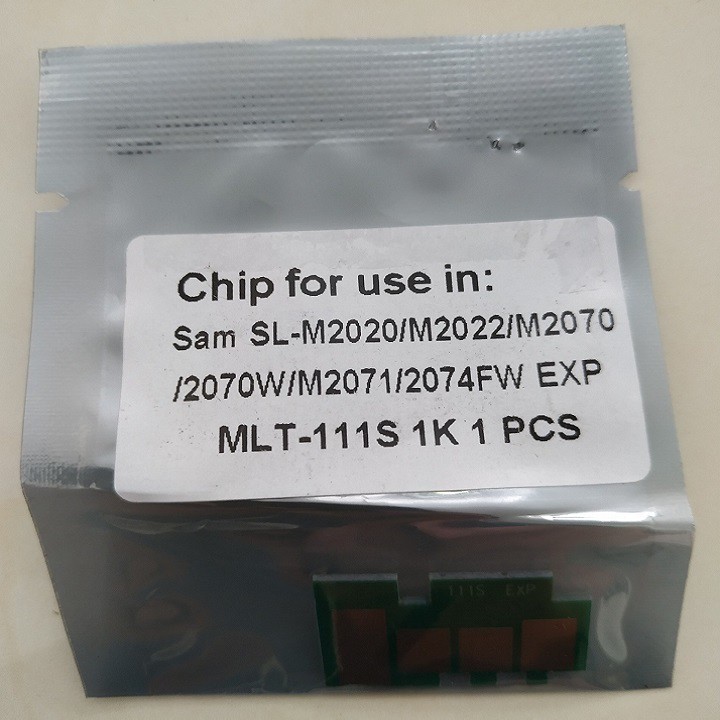 Chip for use in:
Sam SL-M2020/M2022/M2070
/2070W/M2071/2074FW EXP
MLT-111S 1K 1 PCS
111S EXP